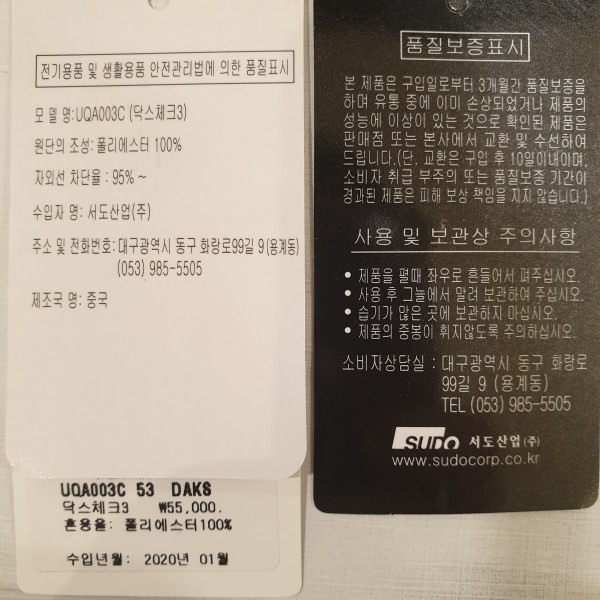 전기용품 및 생활용품 안전관리법에 의한 품질표시
모 델 명:UQA003C (닥스체크3)
원단의 조성: 폴리에스터 100%
자외선 차단율 : 95% ~
수입자 명: 서도산업(주)
주소 및 전화번호: 대구광역시 동구 화랑로99길 9(용계동)
(053) 985-5505
제조국 명: 중국
UQA003C 53 DAKS
닥스체크3 ₩55,000.
혼용율: 폴리에스터100%
수입년월: 2020년 01월
품질보증표시
본 제품은 구입일로부터 3개월간 품질보증을
하며 유통 중에 이미 손상되었거나 제품의
성능에 이상이 있는 것으로 확인된 제품은
판매점 또는 본사에서 교환 및 수선하여
드립니다.(단, 교환은 구입 후 10일이내이며,
소비자 취급 부주의 또는 품질보증 기간이
경과된 제품은 피해 보상 책임을 지지 않습니다.)
사용 및 보관상 주의사항
• 제품을 펼때 좌우로 흔들어서 펴주십시오.
• 사용 후 그늘에서 말려 보관하여 주십시오.
• 습기가 많은 곳에 보관하지 마십시오.
• 제품의 중봉이 휘지않도록 주의하십시오.
소비자상담실 : 대구광역시 동구 화랑로
99길 9 (용계동)
TEL (053) 985-5505
SUDO 서도산업(주)
www.sudocorp.co.kr